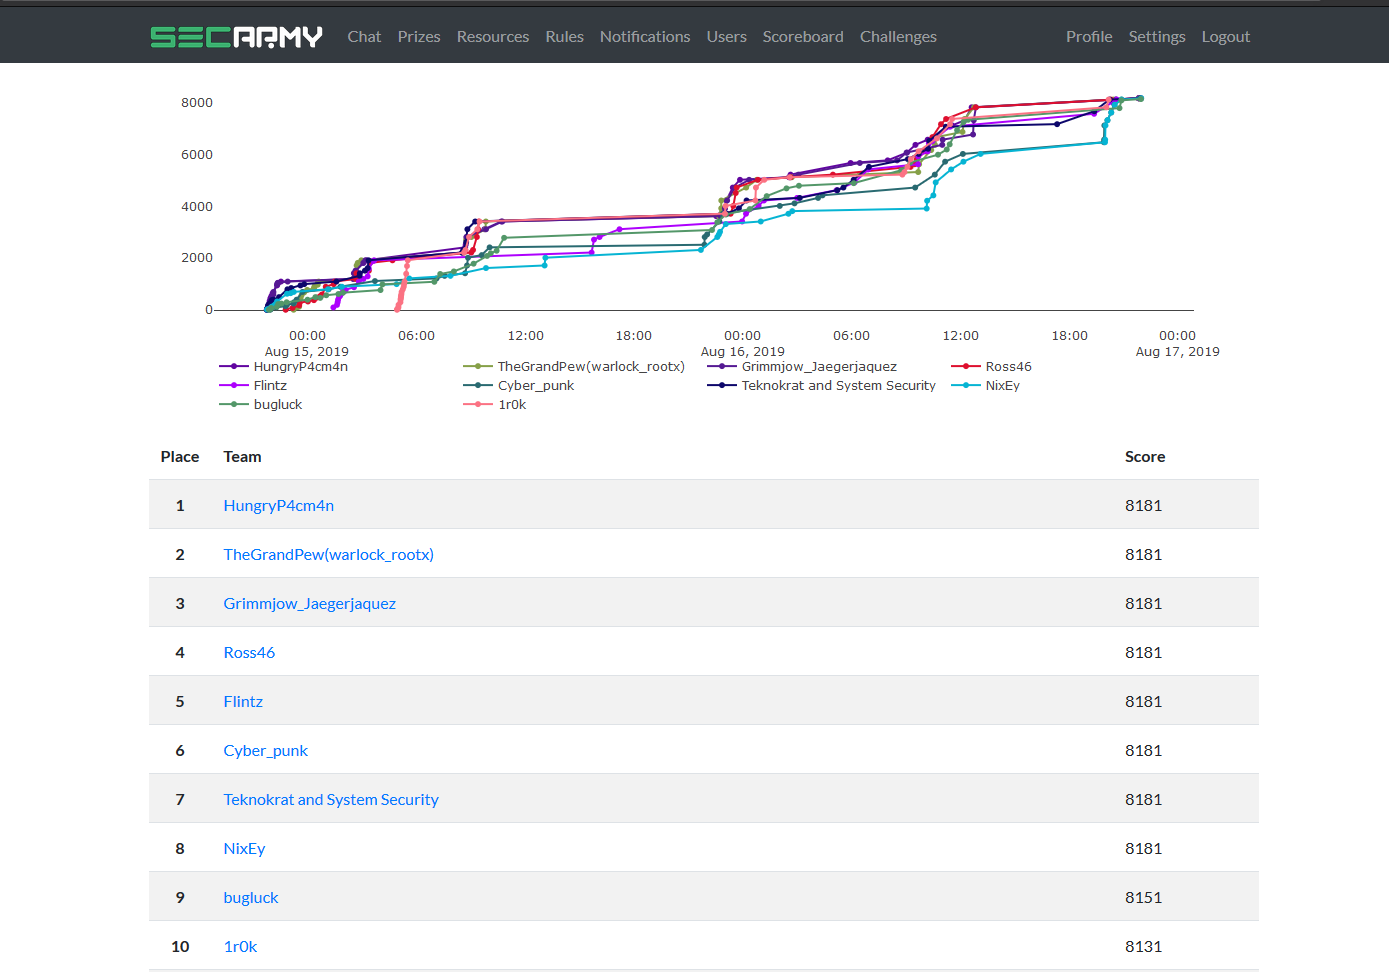 SECARMY Chat Prizes Resources Rules Notifications Users Scoreboard Challenges Profile Settings Logout
8000
6000
4000
2000
0
00:00 06:00 12:00 18:00 00:00 06:00 12:00 18:00 00:00
Aug 15, 2019 Aug 16, 2019 Aug 17, 2019
HungryP4cm4n TheGrandPew(warlock_rootx) Grimmjow_Jaegerjaquez Ross46
Flintz Cyber_punk Teknokrat and System Security NixEy
bugluck 1r0k
Place Team Score
1 HungryP4cm4n 8181
2 TheGrandPew(warlock_rootx) 8181
3 Grimmjow_Jaegerjaquez 8181
4 Ross46 8181
5 Flintz 8181
6 Cyber_punk 8181
7 Teknokrat and System Security 8181
8 NixEy 8181
9 bugluck 8151
10 1r0k 8131